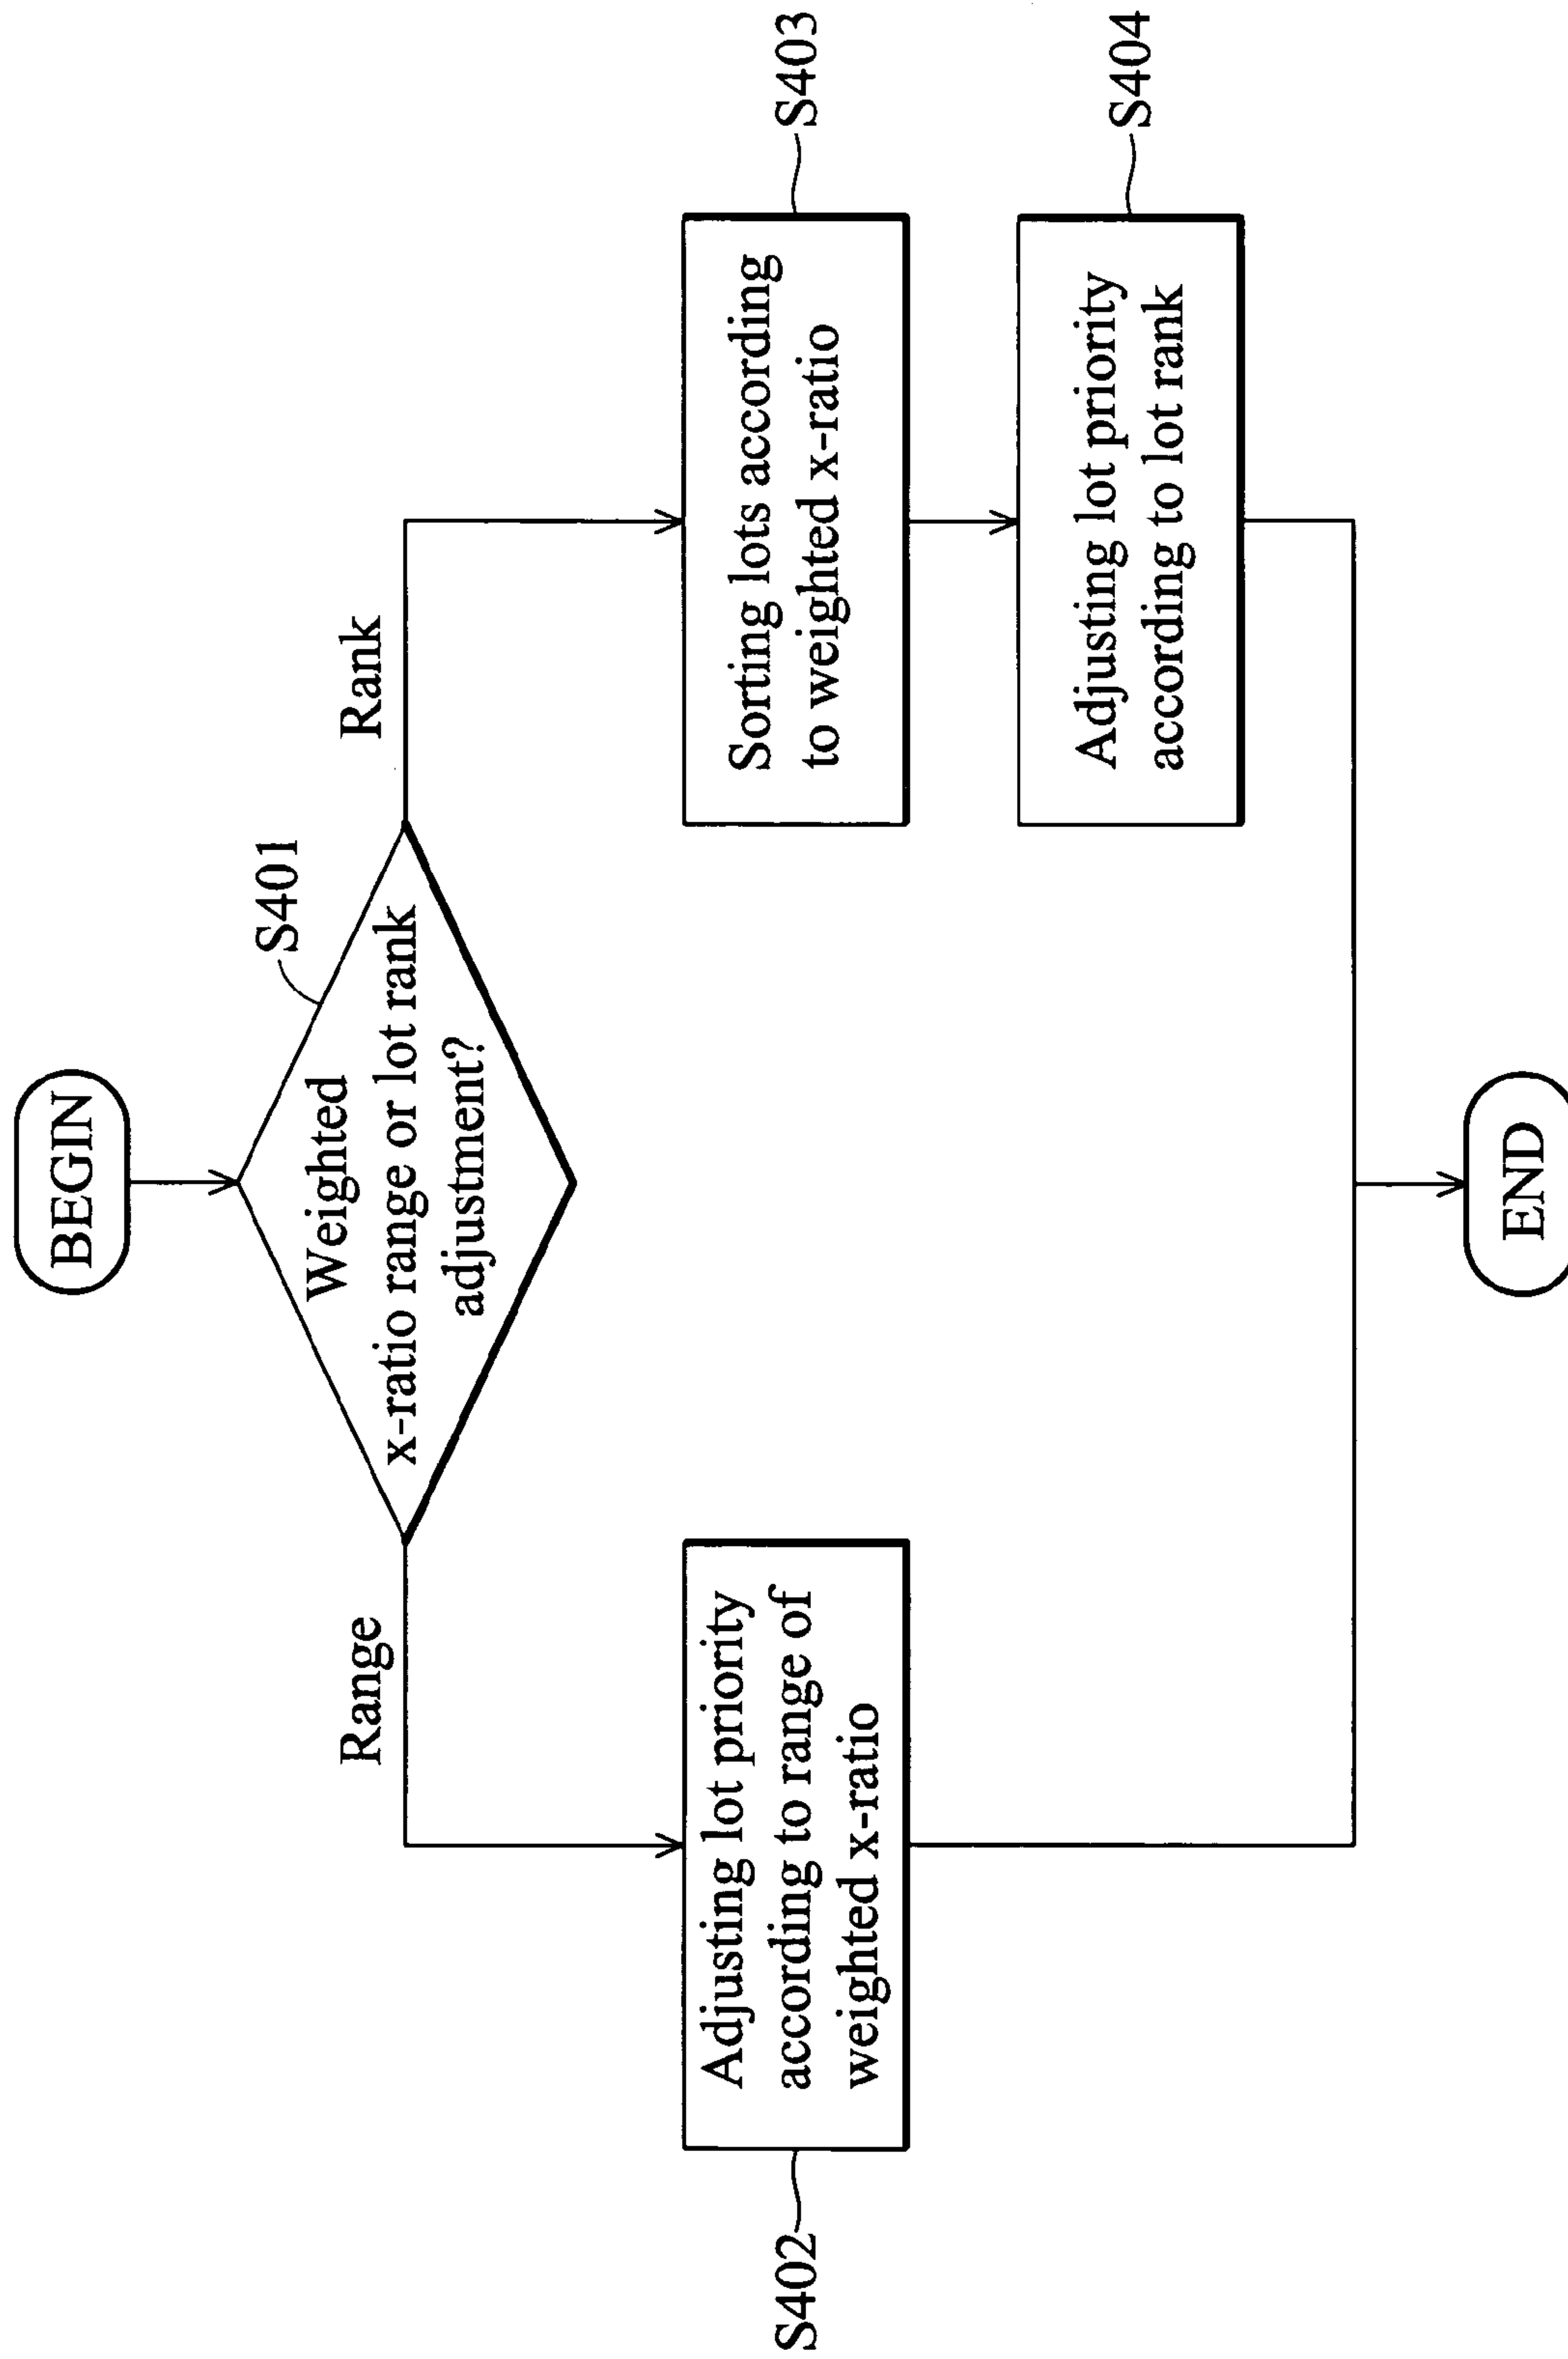 BEGIN
S401
Weighted
x-ratio range or lot rank
adjustment?
Range
Rank
S402
Adjusting lot priority
according to range of
weighted x-ratio
Sorting lots according
to weighted x-ratio
S403
Adjusting lot priority
according to lot rank
S404
END